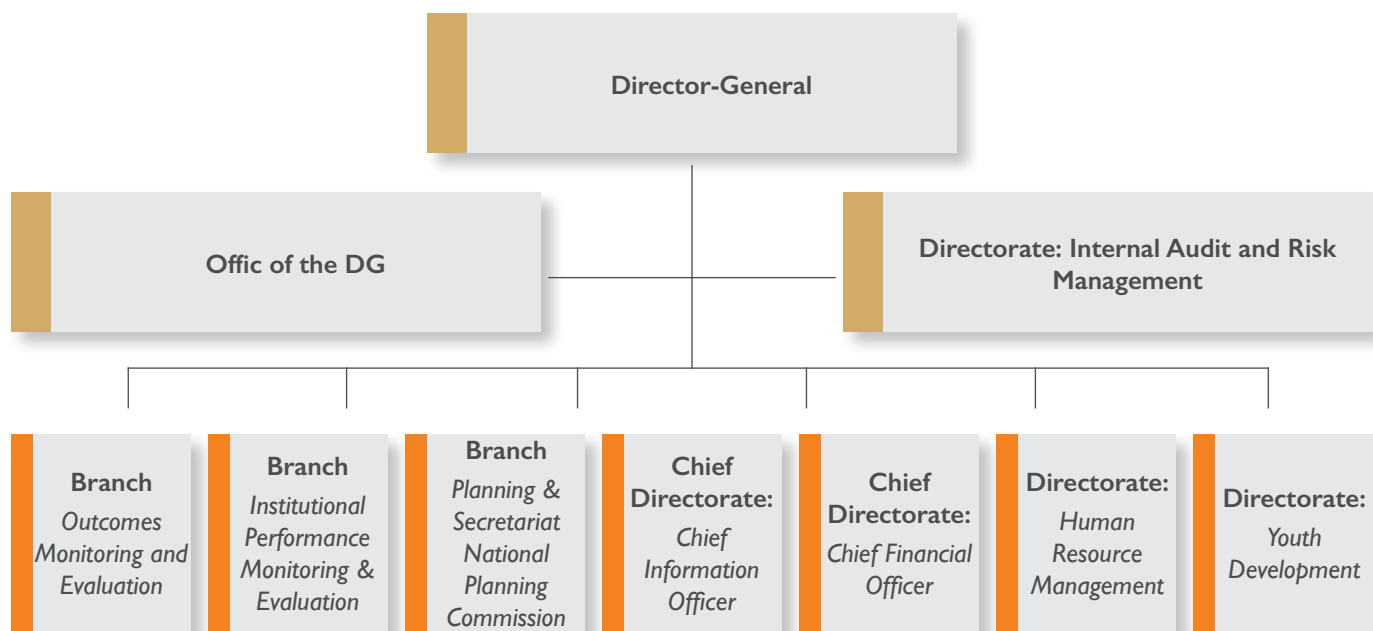 Director-General
Offic of the DG
Directorate: Internal Audit and Risk
Management
Branch
Outcomes
Monitoring and
Evaluation
Branch
Institutional
Performance
Monitoring &
Evaluation
Branch
Planning &
Secretariat
National
Planning
Commission
Chief
Directorate:
Chief
Information
Officer
Chief
Directorate:
Chief Financial
Officer
Directorate:
Human
Resource
Management
Directorate:
Youth
Development